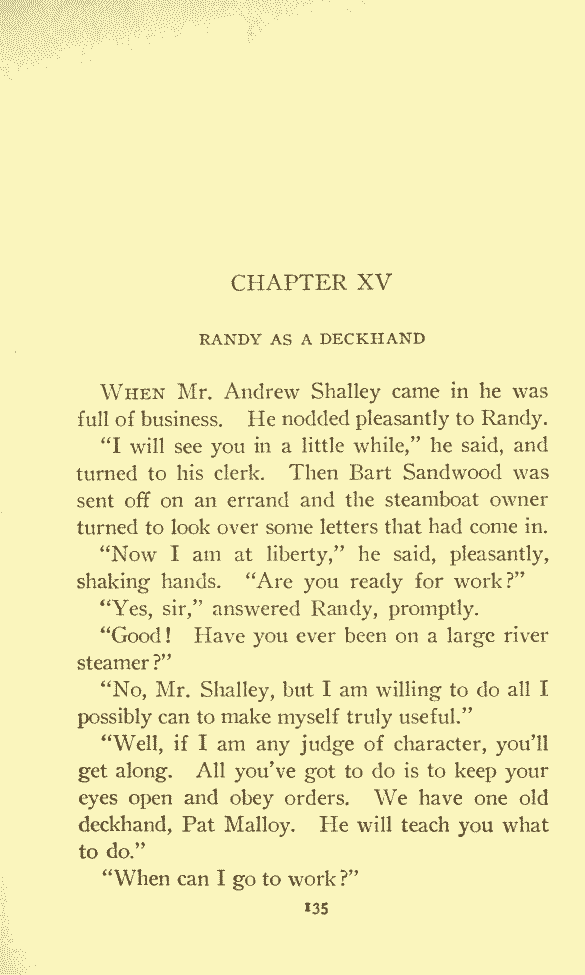 CHAPTER XV
RANDY AS A DECKHAND
WHEN Mr. Andrew Shalley came in he was
full of business. He nodded pleasantly to Randy.
“I will see you in a little while,” he said, and
turned to his clerk. Then Bart Sandwood was
sent off on an errand and the steamboat owner
turned to look over some letters that had come in.
“Now I am at liberty,” he said, pleasantly,
shaking hands. “Are you ready for work?”
“Yes, sir,” answered Randy, promptly.
“Good! Have you ever been on a large river
steamer?”
“No, Mr. Shalley, but I am willing to do all I
possibly can to make myself truly useful.”
“Well, if I am any judge of character, you’ll
get along. All you’ve got to do is to keep your
eyes open and obey orders. We have one old
deckhand, Pat Malloy. He will teach you what
to do.”
“When can I go to work?”
135